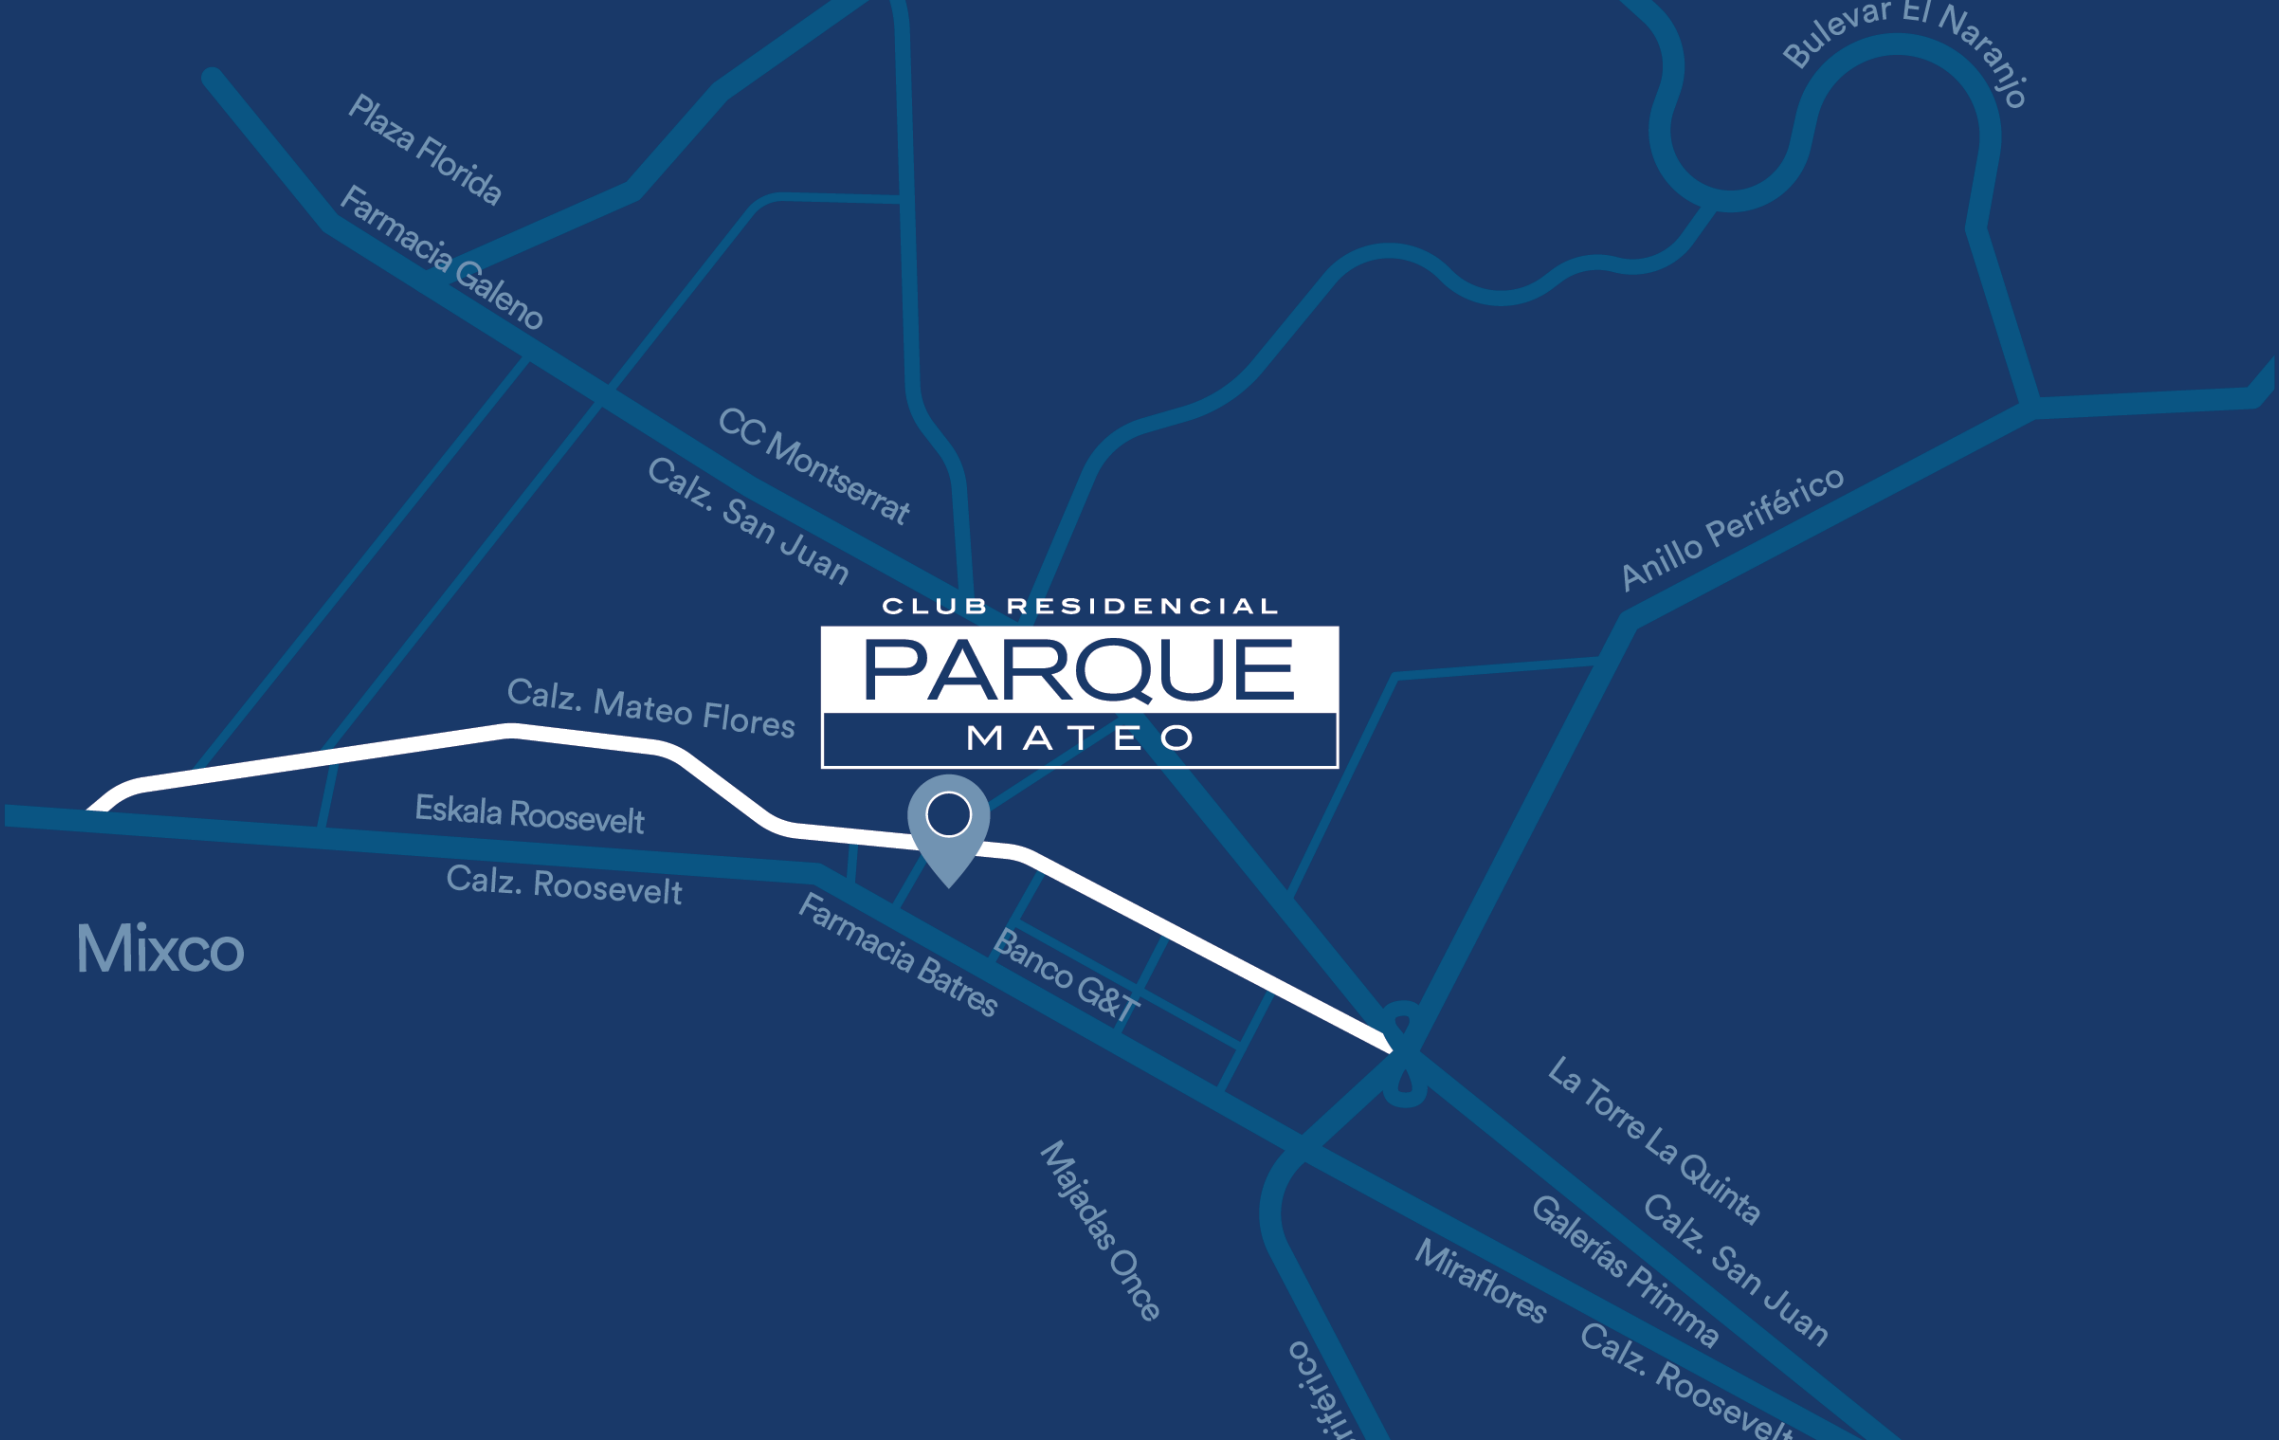 Bulevar El Naranjo
Plaza Florida
Farmacia Galeno
CC Montserrat
Calz. San Juan
Anillo Periférico
CLUB RESIDENCIAL
PARQUE
MATEO
Calz. Mateo Flores
Eskala Roosevelt
Calz. Roosevelt
Mixco
Farmacia Batres
Banco G&T
La Torre La Quinta
Calz. San Juan
Galerías Primma
Majadas Once
Miraflores
Calz. Roosevelt